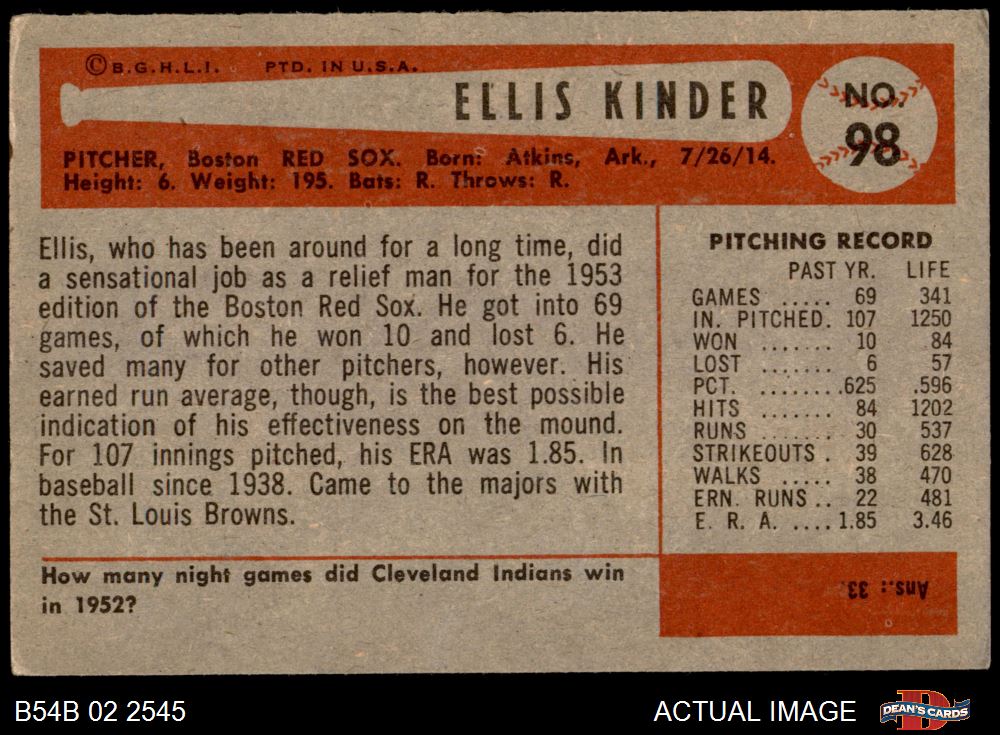 ©B.G.H.L.I. PTD. IN U.S.A.
ELLIS KINDER
NO.
98
PITCHER, Boston RED SOX. Born: Atkins, Ark., 7/26/14.
Height: 6. Weight: 195. Bats: R. Throws: R.
Ellis, who has been around for a long time, did
a sensational job as a relief man for the 1953
edition of the Boston Red Sox. He got into 69
games, of which he won 10 and lost 6. He
saved many for other pitchers, however. His
earned run average, though, is the best possible
indication of his effectiveness on the mound.
For 107 innings pitched, his ERA was 1.85. In
baseball since 1938. Came to the majors with
the St. Louis Browns.
PITCHING RECORD
PAST YR. LIFE
GAMES ..... 69 341
IN. PITCHED. 107 1250
WON ....... 10 84
LOST ....... 6 57
PCT. ........625 .596
HITS ....... 84 1202
RUNS ....... 30 537
STRIKEOUTS . 39 628
WALKS ..... 38 470
ERN. RUNS .. 22 481
E. R. A. ....1.85 3.46
How many night games did Cleveland Indians win
in 1952?
Ans.: 33.
B54B 02 2545
ACTUAL IMAGE
DEAN'S CARDS